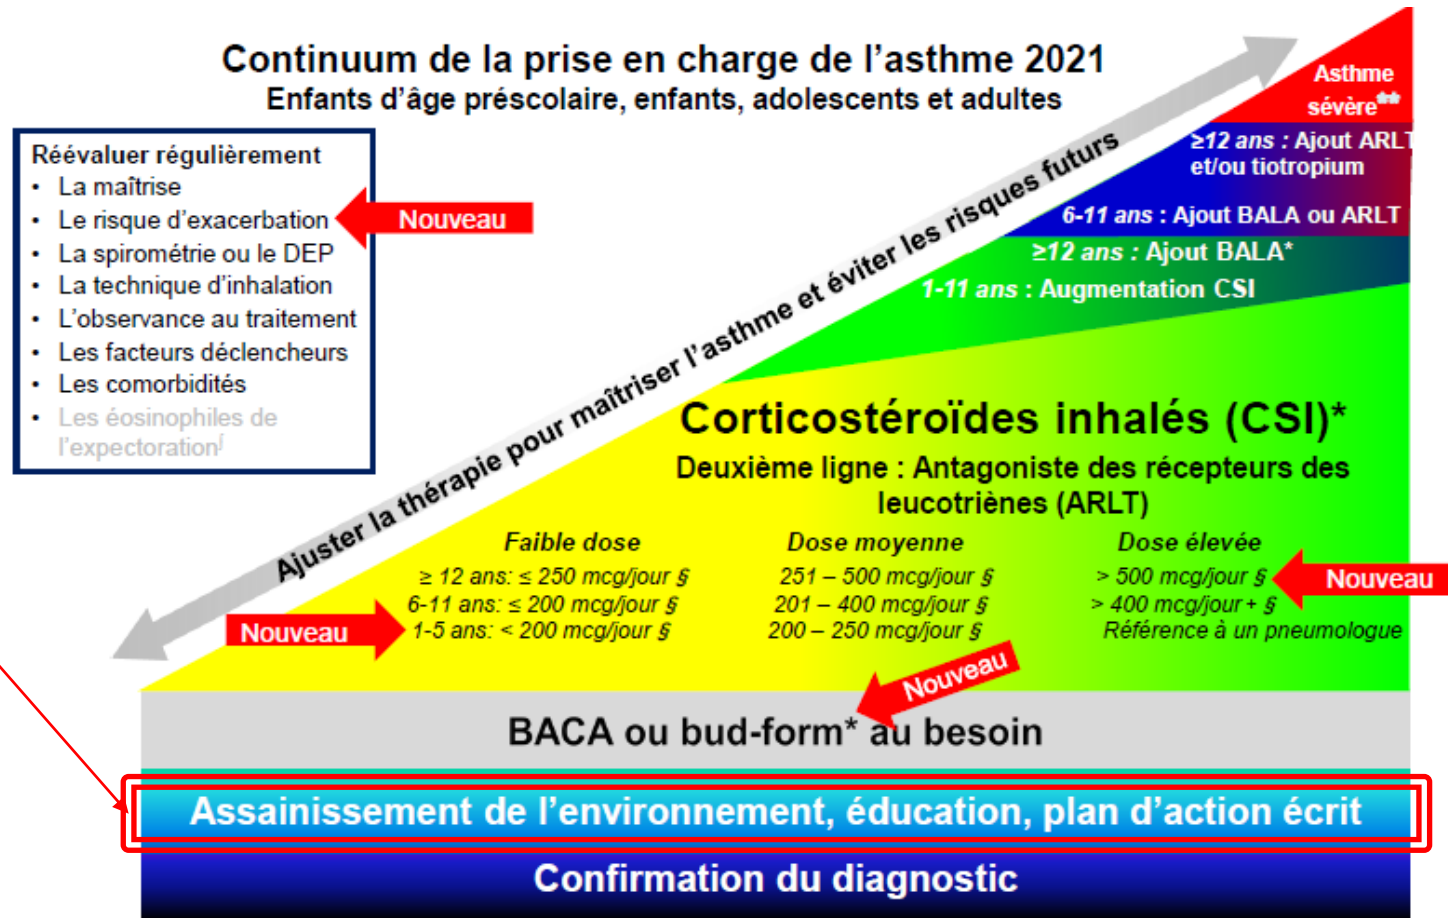 Continuum de la prise en charge de l’asthme 2021
Enfants d’âge préscolaire, enfants, adolescents et adultes
Réévaluer régulièrement
• La maîtrise
• Le risque d’exacerbation
• La spirométrie ou le DEP
• La technique d’inhalation
• L’observance au traitement
• Les facteurs déclencheurs
• Les comorbidités
• Les éosinophiles de
l’expectoration∫
Nouveau
Ajuster la thérapie pour maîtriser l’asthme et éviter les risques futurs
Asthme
sévère**
≥12 ans : Ajout ARLT
et/ou tiotropium
6-11 ans : Ajout BALA ou ARLT
≥12 ans : Ajout BALA*
1-11 ans : Augmentation CSI
Corticostéroïdes inhalés (CSI)*
Deuxième ligne : Antagoniste des récepteurs des
leucotriènes (ARLT)
Faible dose Dose moyenne Dose élevée
≥ 12 ans: ≤ 250 mcg/jour § 251 – 500 mcg/jour § > 500 mcg/jour § Nouveau
6-11 ans: ≤ 200 mcg/jour § 201 – 400 mcg/jour § > 400 mcg/jour + §
Nouveau 1-5 ans: < 200 mcg/jour § 200 – 250 mcg/jour § Référence à un pneumologue
Nouveau
BACA ou bud-form* au besoin
Assainissement de l’environnement, éducation, plan d’action écrit
Confirmation du diagnostic